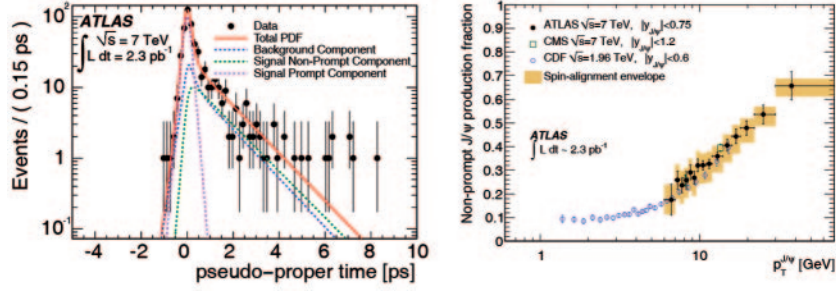 ATLAS
√s = 7 TeV
∫ L dt = 2.3 pb⁻¹
Data
Total PDF
Background Component
Signal Non-Prompt Component
Signal Prompt Component
Events / ( 0.15 ps )
10²
10
1
10⁻¹
-4 -2 0 2 4 6 8 10
pseudo-proper time [ps]
ATLAS √s=7 TeV, |y_J/ψ|<0.75
CMS √s=7 TeV, |y_J/ψ|<1.2
CDF √s=1.96 TeV, |y_J/ψ|<0.6
Spin-alignment envelope
ATLAS
∫ L dt ~ 2.3 pb⁻¹
Non-prompt J/ψ production fraction
1
0.9
0.8
0.7
0.6
0.5
0.4
0.3
0.2
0.1
0
1 10
p_T^J/ψ [GeV]